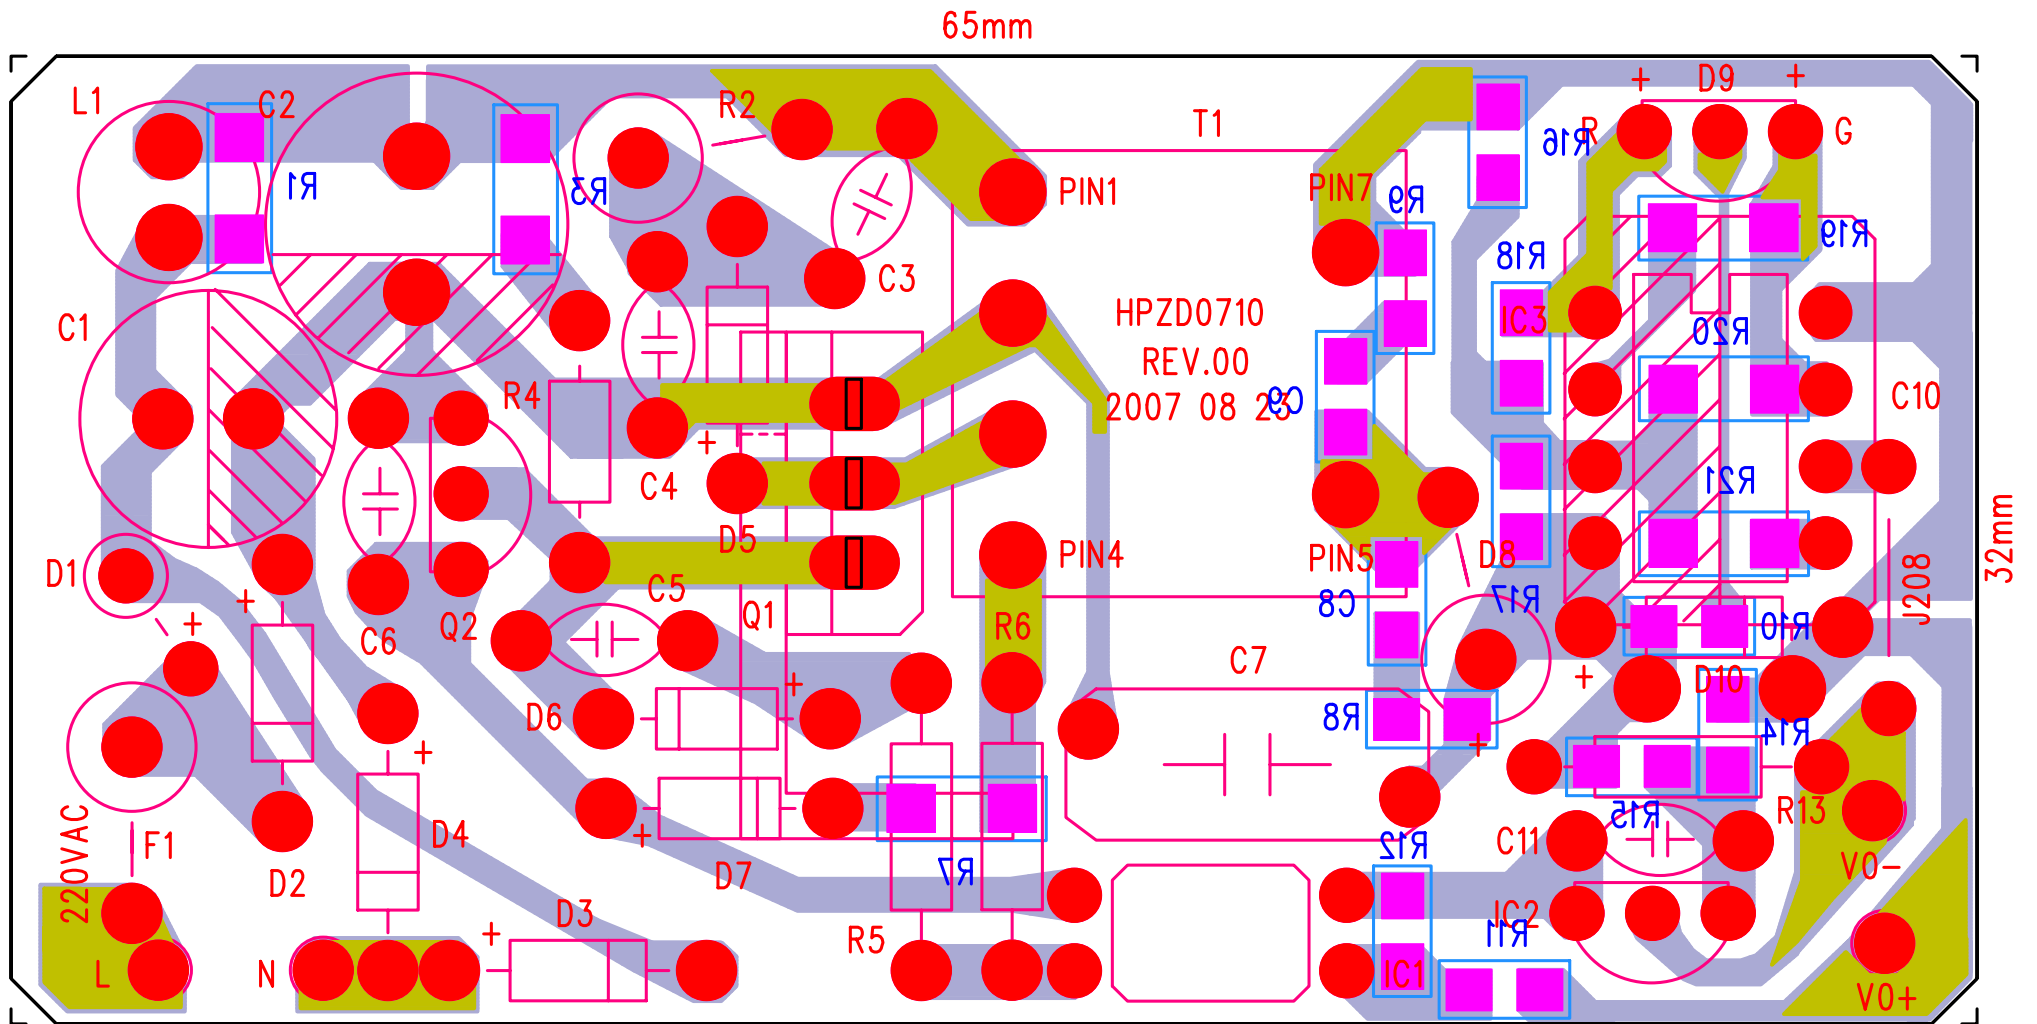 65mm
L1
C2
R2
T1
+
D9
+
R
G
R16
R1
R3
PIN1
PIN7
R9
C3
R18
R19
C1
HPZD0710
IC3
R20
REV.00
R4
2007 08 23
C9
C10
+
C4
R21
D5
D1
PIN4
PIN5
D8
32mm
+
C5
C8
R17
J208
+
C6
Q2
Q1
R6
R10
C7
+
+
D10
D6
R8
+
R14
+
220VAC
F1
D4
+
D7
R7
R12
C11
R15
R13
D2
VO-
D3
+
R5
IC2
R11
L
N
IC1
VO+